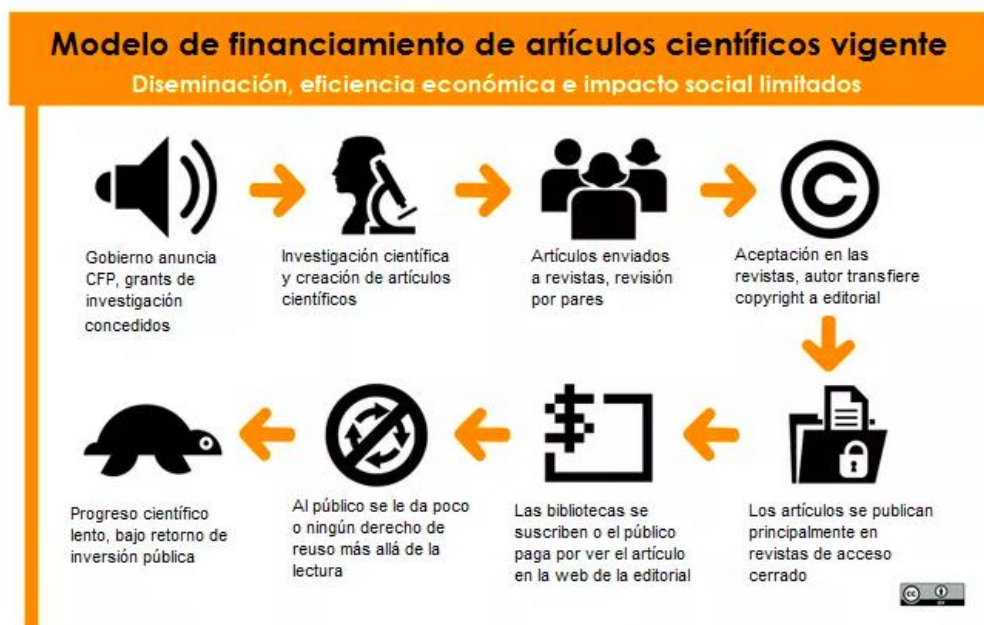 Modelo de financiamiento de artículos científicos vigente
Diseminación, eficiencia económica e impacto social limitados
Gobierno anuncia
CFP, grants de
investigación
concedidos
Investigación científica
y creación de artículos
científicos
Artículos enviados
a revistas, revisión
por pares
Aceptación en las
revistas, autor transfiere
copyright a editorial
Los artículos se publican
principalmente en
revistas de acceso
cerrado
Las bibliotecas se
suscriben o el público
paga por ver el artículo
en la web de la editorial
Al público se le da poco
o ningún derecho de
reuso más allá de la
lectura
Progreso científico
lento, bajo retorno de
inversión pública
cc
BY